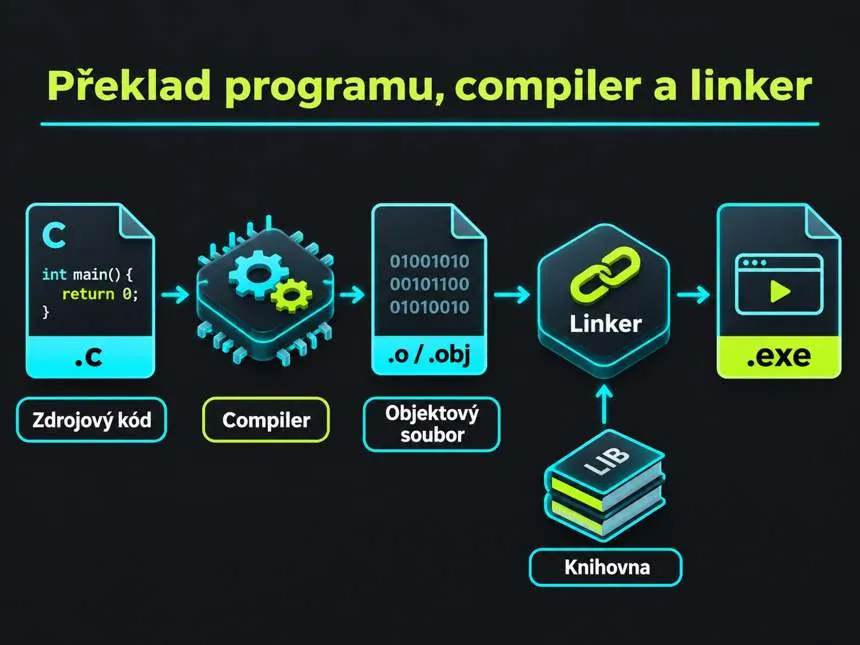 Překlad programu, compiler a linker
C
int main() {
return 0;
}
.c
Zdrojový kód
Compiler
01001010
00101100
01010010
.o / .obj
Objektový
soubor
Linker
LIB
Knihovna
.exe